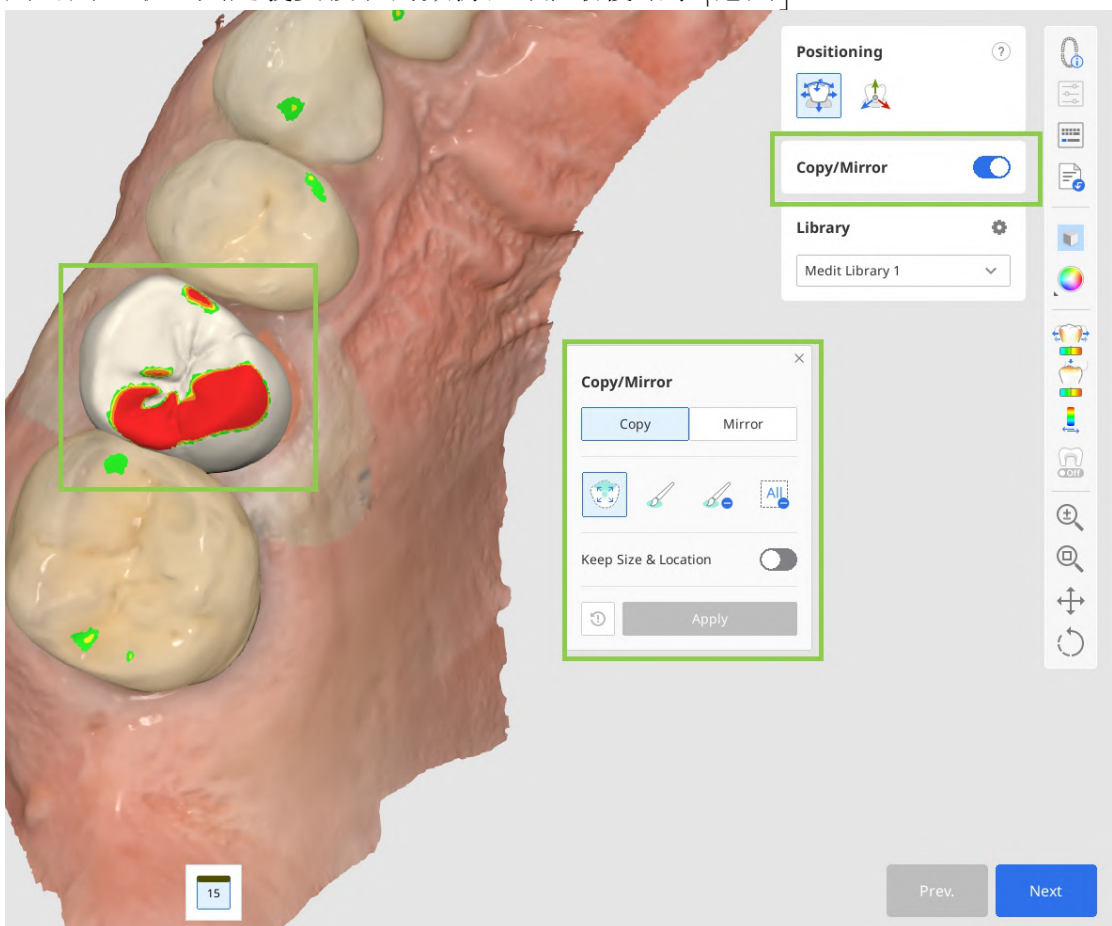 Positioning
?
Copy/Mirror
Library
Medit Library 1
Copy/Mirror
Copy Mirror
All
Keep Size & Location
Apply
Off
15
Prev. Next